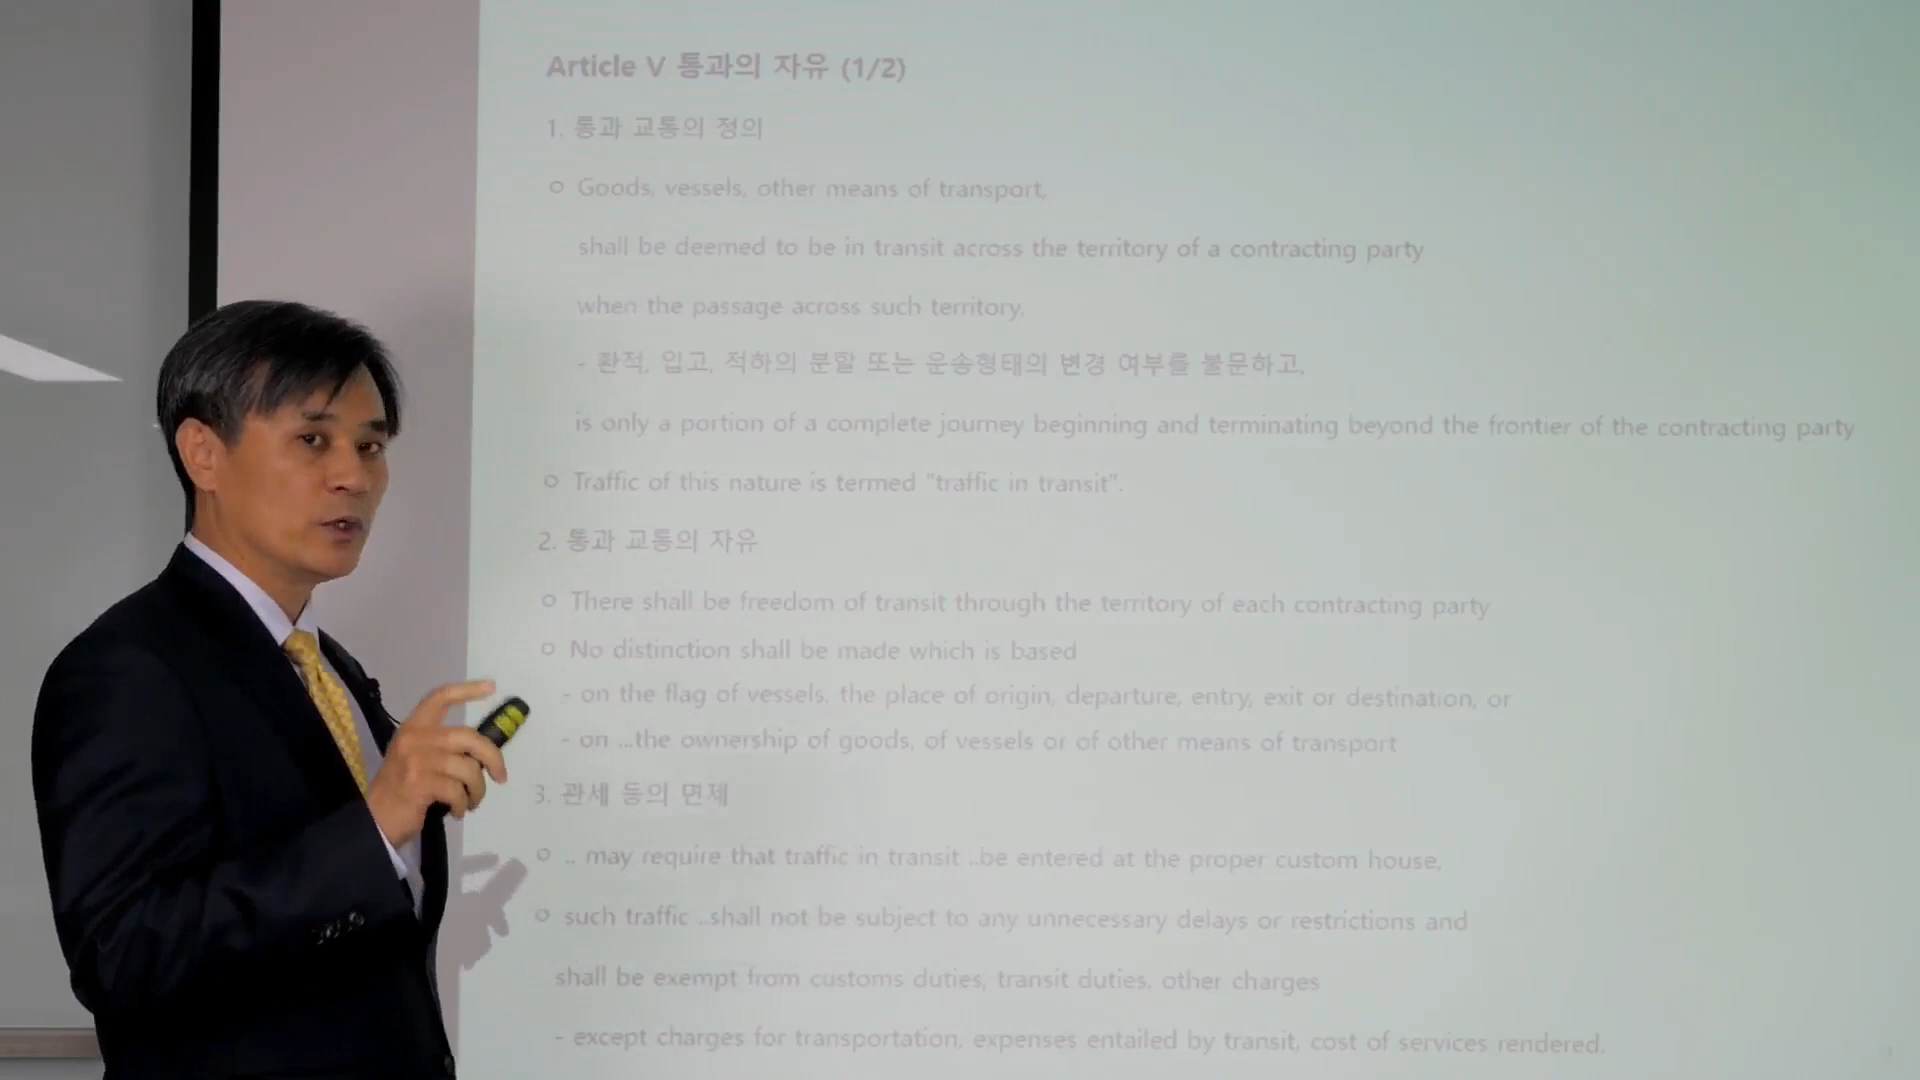 Article V 통과의 자유 (1/2)
1. 통과 교통의 정의
○ Goods, vessels, other means of transport,
shall be deemed to be in transit across the territory of a contracting party
when the passage across such territory,
- 환적, 입고, 적하의 분할 또는 운송형태의 변경 여부를 불문하고,
is only a portion of a complete journey beginning and terminating beyond the frontier of the contracting party
○ Traffic of this nature is termed "traffic in transit".
2. 통과 교통의 자유
○ There shall be freedom of transit through the territory of each contracting party
○ No distinction shall be made which is based
- on the flag of vessels, the place of origin, departure, entry, exit or destination, or
- on ...the ownership of goods, of vessels or of other means of transport
3. 관세 등의 면제
○ .. may require that traffic in transit ..be entered at the proper custom house,
○ such traffic ..shall not be subject to any unnecessary delays or restrictions and
shall be exempt from customs duties, transit duties, other charges
- except charges for transportation, expenses entailed by transit, cost of services rendered.